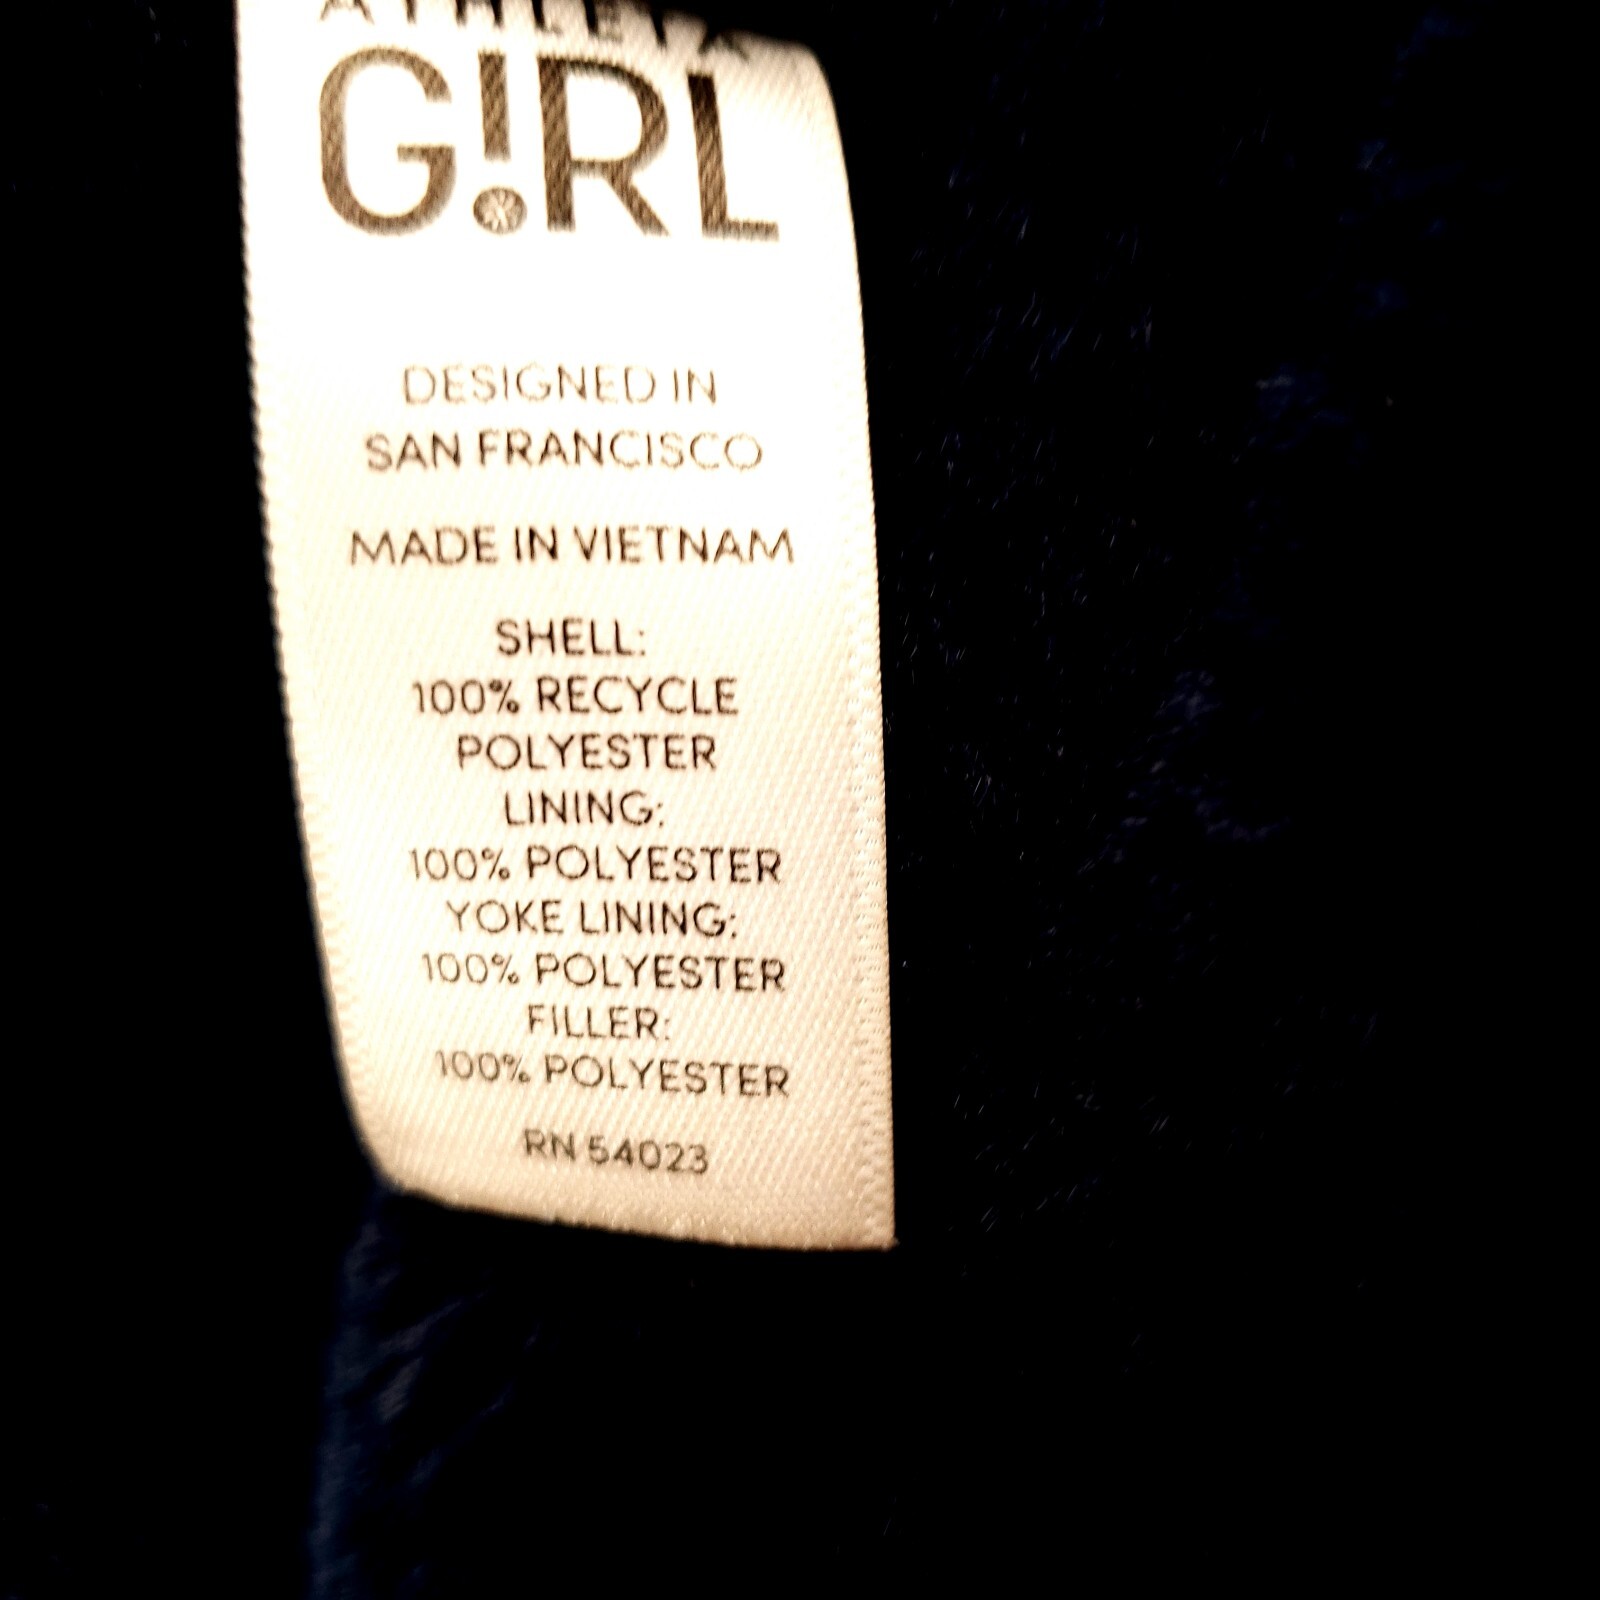 ATHLETA
G!RL
DESIGNED IN
SAN FRANCISCO
MADE IN VIETNAM
SHELL:
100% RECYCLE
POLYESTER
LINING:
100% POLYESTER
YOKE LINING:
100% POLYESTER
FILLER:
100% POLYESTER
RN 54023